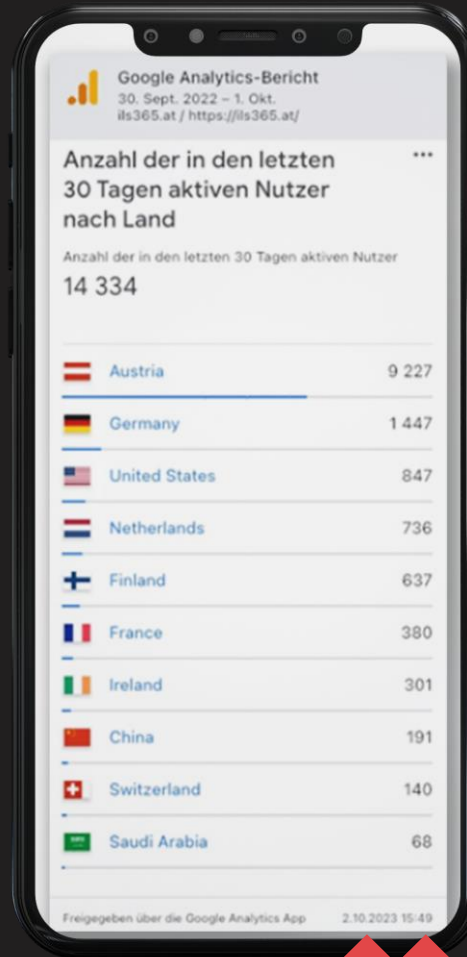 Google Analytics-Bericht
30. Sept. 2022 – 1. Okt.
ils365.at / https://ils365.at/
Anzahl der in den letzten
30 Tagen aktiven Nutzer
nach Land
Anzahl der in den letzten 30 Tagen aktiven Nutzer
14 334
Austria 9 227
Germany 1 447
United States 847
Netherlands 736
Finland 637
France 380
Ireland 301
China 191
Switzerland 140
Saudi Arabia 68
Freigegeben über die Google Analytics App 2.10.2023 15:49